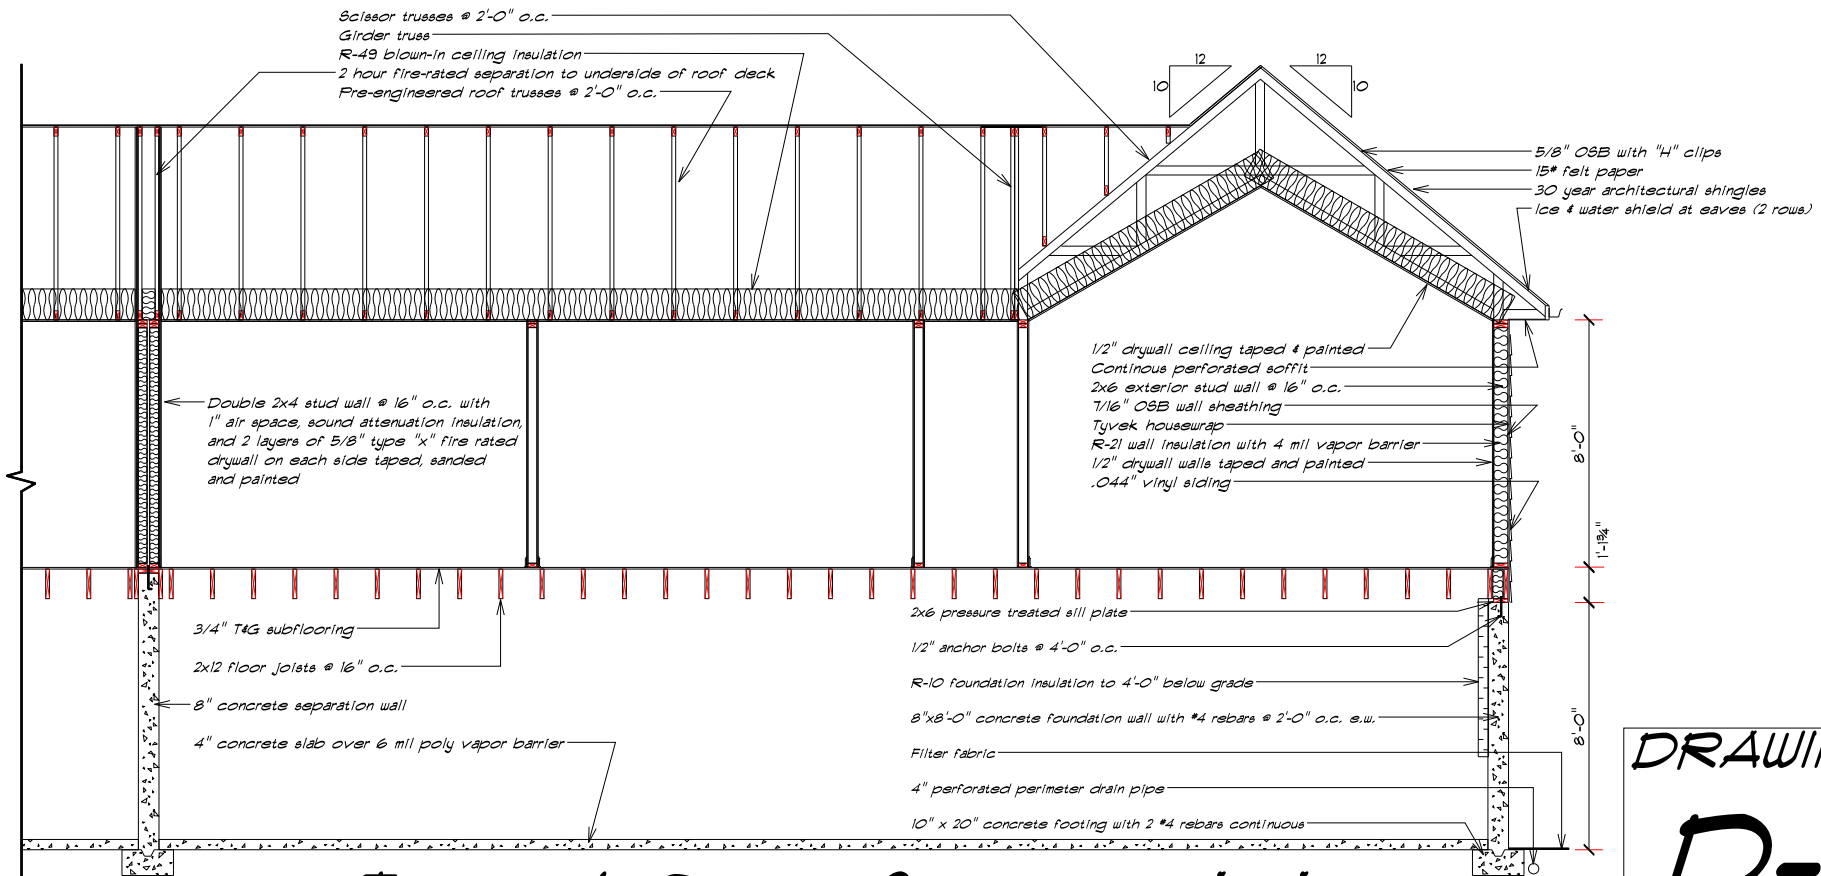 Scissor trusses @ 2'-0" o.c.
Girder truss
R-49 blown-in ceiling insulation
2 hour fire-rated separation to underside of roof deck
Pre-engineered roof trusses @ 2'-0" o.c.
12
10
12
10
5/8" OSB with "H" clips
15# felt paper
30 year architectural shingles
Ice & water shield at eaves (2 rows)
1/2" drywall ceiling taped & painted
Continous perforated soffit
2x6 exterior stud wall @ 16" o.c.
7/16" OSB wall sheathing
Tyvek housewrap
R-21 wall insulation with 4 mil vapor barrier
1/2" drywall walls taped and painted
.044" vinyl siding
Double 2x4 stud wall @ 16" o.c. with
1" air space, sound attenuation insulation,
and 2 layers of 5/8" type "x" fire rated
drywall on each side taped, sanded
and painted
8'-0"
1'-1¾"
8'-0"
3/4" T&G subflooring
2x12 floor joists @ 16" o.c.
8" concrete separation wall
4" concrete slab over 6 mil poly vapor barrier
2x6 pressure treated sill plate
1/2" anchor bolts @ 4'-0" o.c.
R-10 foundation insulation to 4'-0" below grade
8"x8'-0" concrete foundation wall with #4 rebars @ 2'-0" o.c. e.w.
Filter fabric
4" perforated perimeter drain pipe
10" x 20" concrete footing with 2 #4 rebars continuous